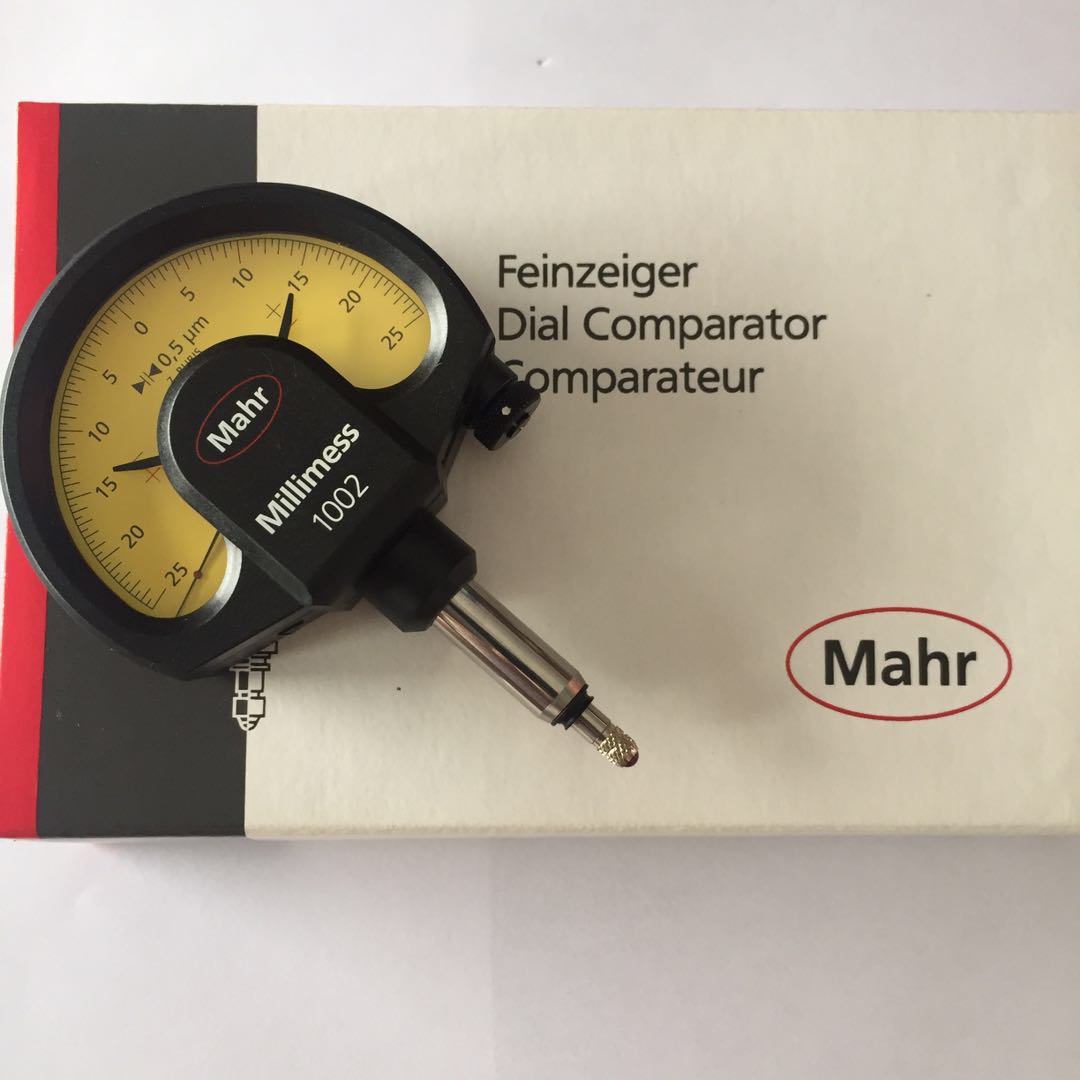 Feinzeiger
Dial Comparator
Comparateur
Mahr
25
20
15
10
5
0
5
10
15
20
25
0,5 µm
Mahr
Millimess
1002